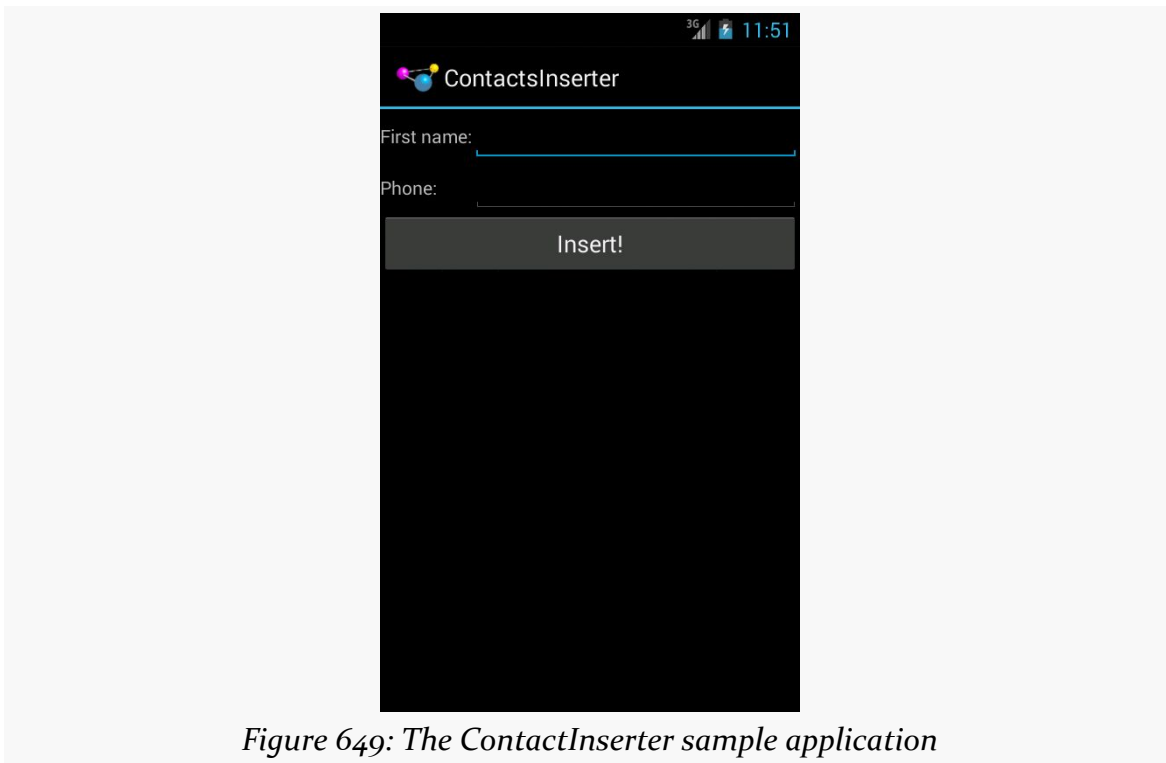 3G 11:51
ContactsInserter
First name:
Phone:
Insert!
Figure 649: The ContactInserter sample application